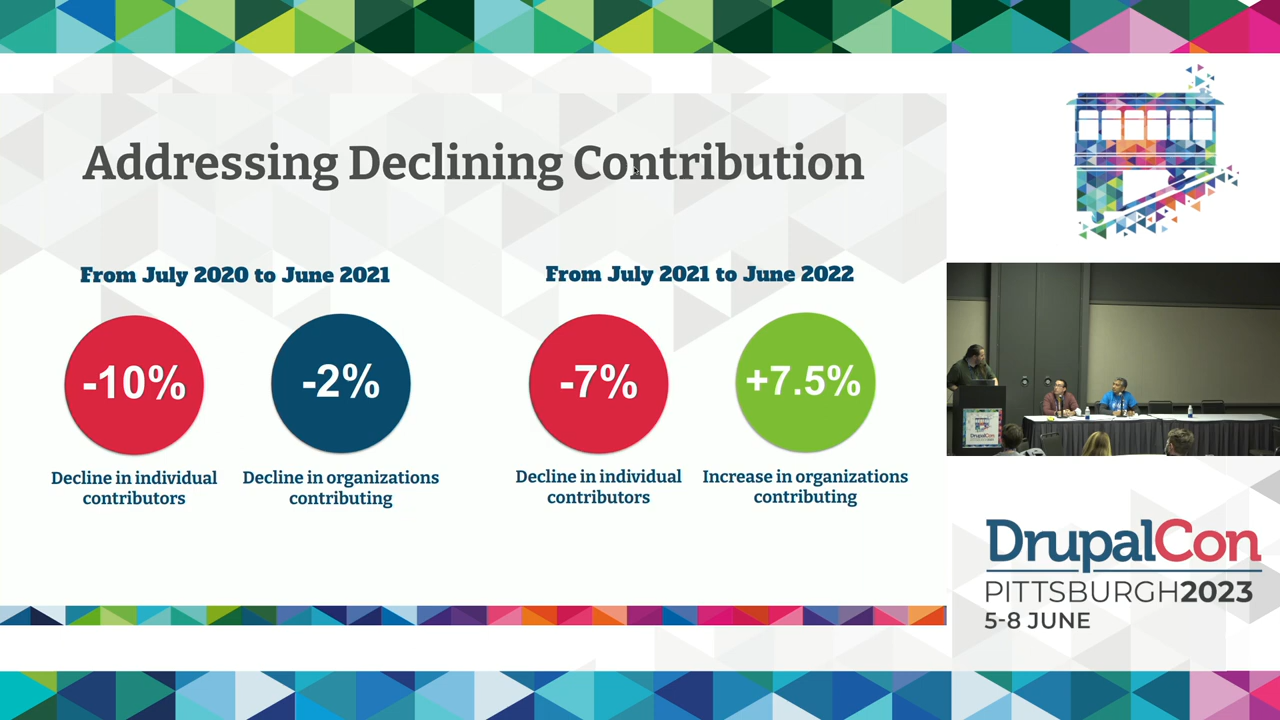 Addressing Declining Contribution
From July 2020 to June 2021
-10%
-2%
Decline in individual
contributors
Decline in organizations
contributing
From July 2021 to June 2022
-7%
+7.5%
Decline in individual
contributors
Increase in organizations
contributing
DrupalCon
DrupalCon
PITTSBURGH2023
5-8 JUNE